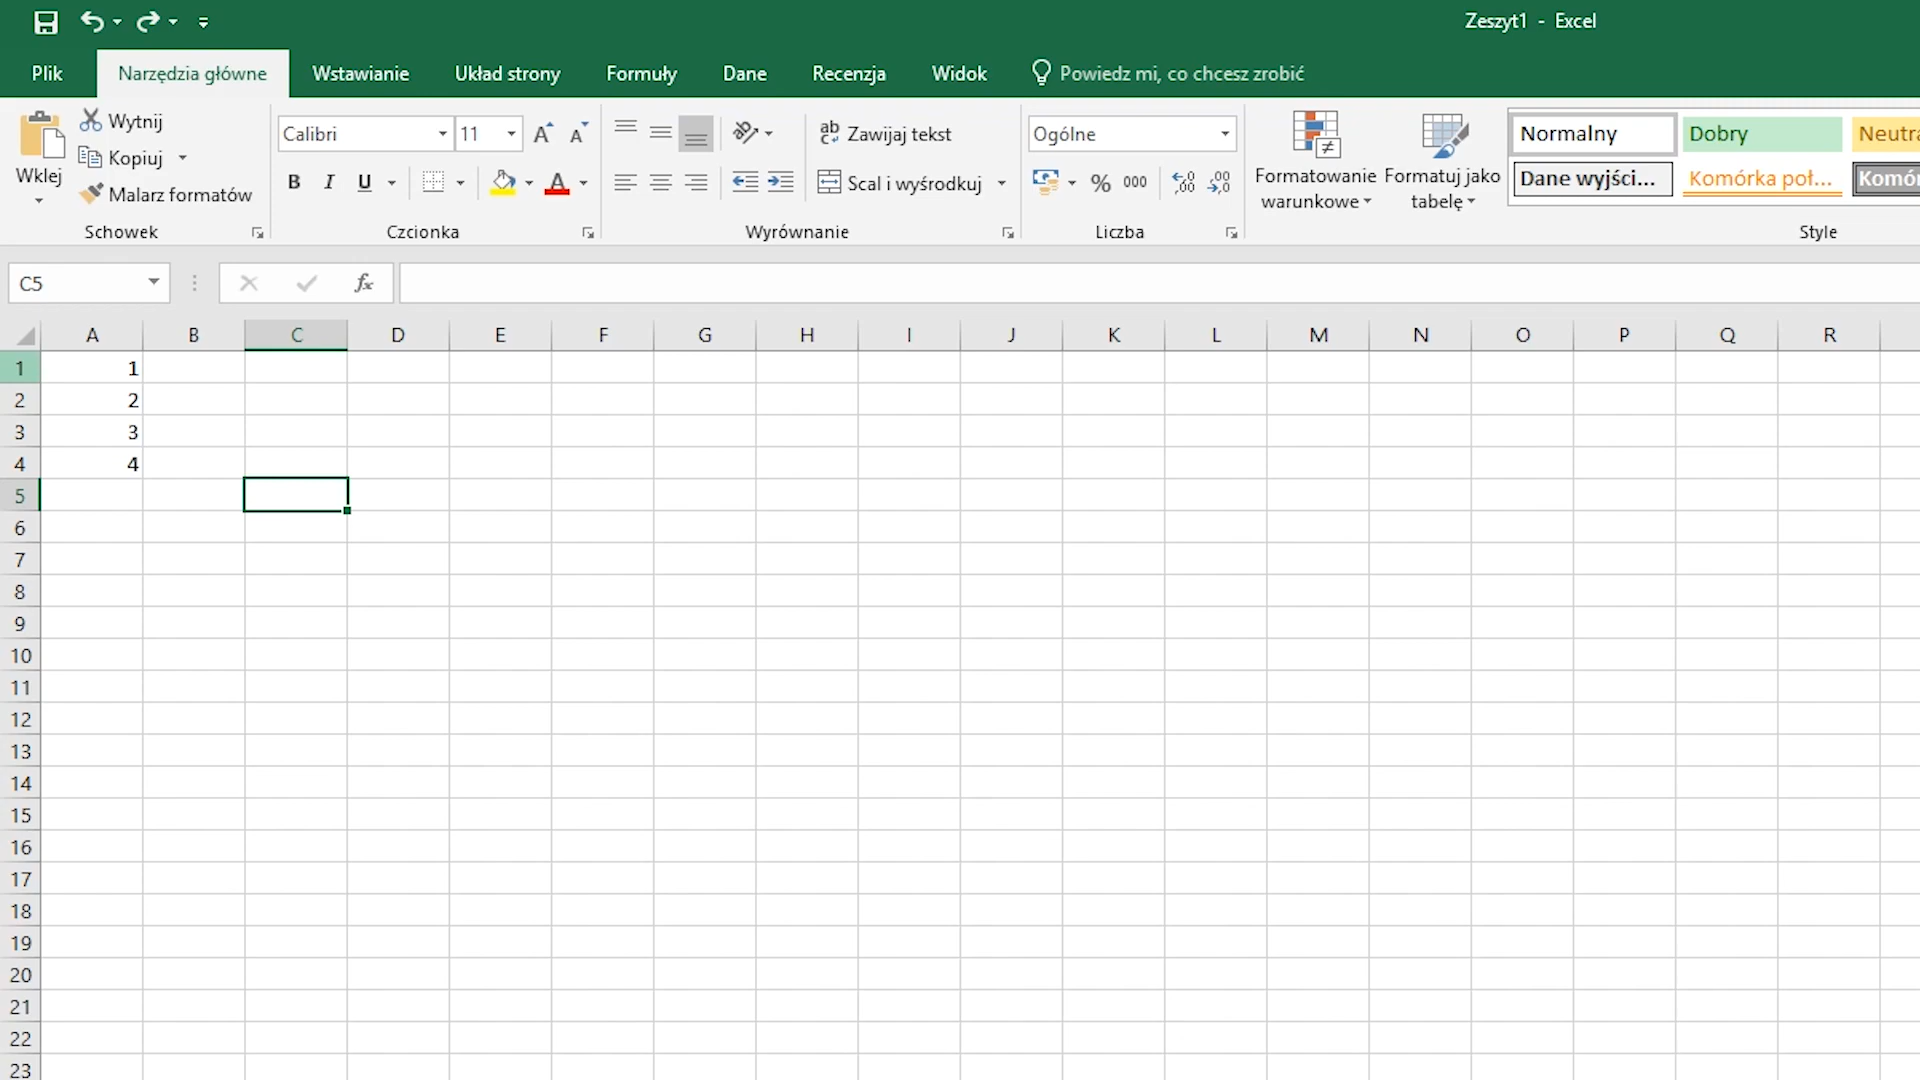 Zeszyt1 - Excel
Plik Narzędzia główne Wstawianie Układ strony Formuły Dane Recenzja Widok Powiedz mi, co chcesz zrobić
Wklej
Wytnij
Kopiuj
Malarz formatów
Schowek
Calibri 11
B I U A
Czcionka
ab Zawijaj tekst
Scal i wyśrodkuj
Wyrównanie
Ogólne
% 000
Liczba
Formatowanie warunkowe
Formatuj jako tabelę
Normalny Dobry
Dane wyjści... Komórka poł...
Style
C5 fx
A B C D E F G H I J K L M N O P Q R
1 1
2 2
3 3
4 4
5
6
7
8
9
10
11
12
13
14
15
16
17
18
19
20
21
22
23